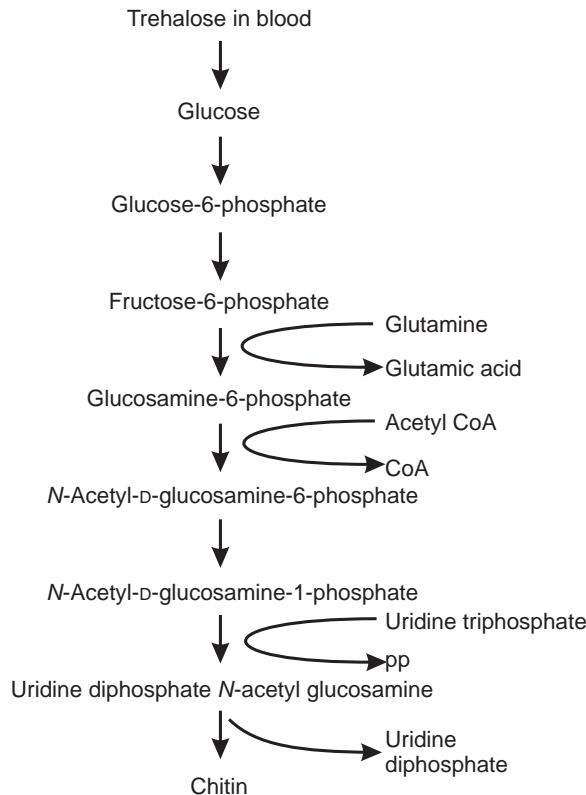 Trehalose in blood
Glucose
Glucose-6-phosphate
Fructose-6-phosphate
Glutamine
Glutamic acid
Glucosamine-6-phosphate
Acetyl CoA
CoA
N-Acetyl-D-glucosamine-6-phosphate
N-Acetyl-D-glucosamine-1-phosphate
Uridine triphosphate
pp
Uridine diphosphate N-acetyl glucosamine
Uridine
diphosphate
Chitin